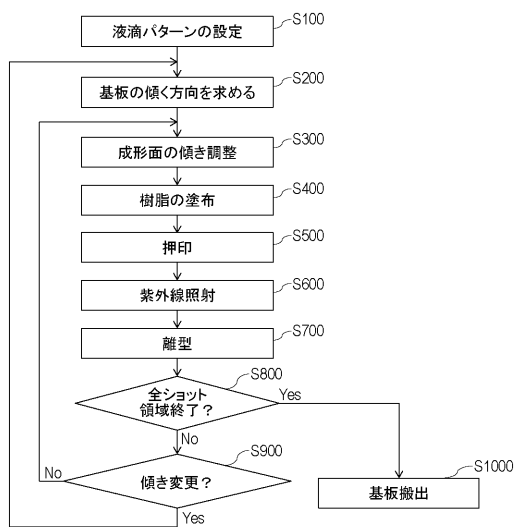 S100
液滴パターンの設定
S200
基板の傾く方向を求める
S300
成形面の傾き調整
S400
樹脂の塗布
S500
押印
S600
紫外線照射
S700
離型
S800
全ショット
領域終了?
Yes
No
S900
傾き変更?
No
Yes
S1000
基板搬出